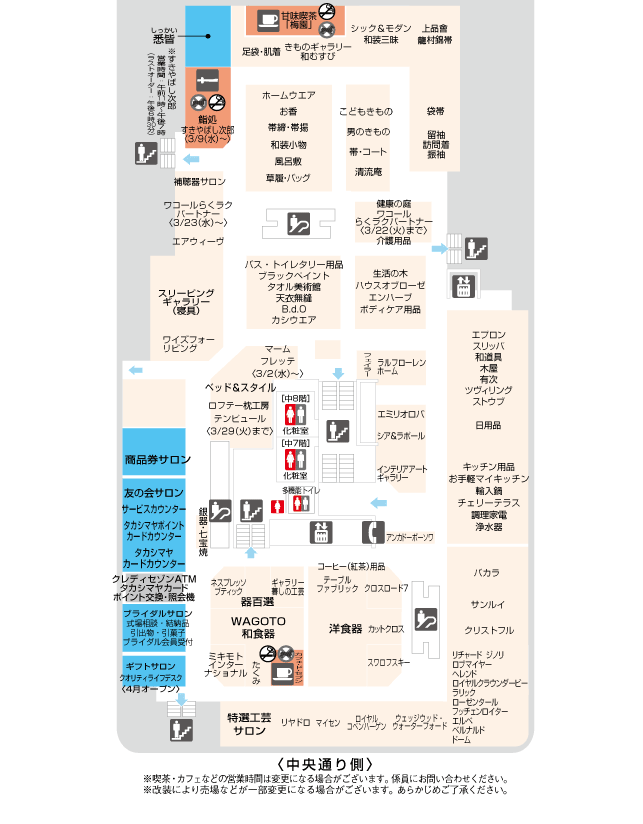 しっかい
悉皆
※すきやばし次郎
営業時間:午前11時〜午後7時
(ラストオーダー:午後6時30分)
鮨処
すきやばし次郎
(3/9(水)〜)
甘味喫茶
「梅園」
足袋・肌着
きものギャラリー
和むすび
シック&モダン
和装三昧
上品會
龍村錦帯
ホームウエア
お香
帯締・帯揚
和装小物
風呂敷
草履・バッグ
こどもきもの
男のきもの
帯・コート
清流庵
袋帯
留袖
訪問着
振袖
補聴器サロン
ワコールらくラク
パートナー
〈3/23(水)〜〉
エアウィーヴ
健康の庭
ワコール
らくラクパートナー
〈3/22(火)まで〉
介護用品
スリーピング
ギャラリー
(寝具)
ワイズフォー
リビング
バス・トイレタリー用品
ブラックペイント
タオル美術館
天衣無縫
B.d.O
カシウエア
生活の木
ハウスオブローゼ
エンハーブ
ボディケア用品
エプロン
スリッパ
和道具
木屋
有次
ツヴィリング
ストウブ
日用品
キッチン用品
お手軽マイキッチン
輸入鍋
チェリーテラス
調理家電
浄水器
マーム
フレッテ
〈3/2(水)〜〉
ベッド&スタイル
ロフテー枕工房
テンピュール
〈3/29(火)まで〉
フェイラー
ラルフローレン
ホーム
エミリオロバ
シア&ラポール
インテリアアート
ギャラリー
[中8階]
化粧室
[中7階]
化粧室
多機能トイレ
銀器・七宝焼
アンカドーボーンワ
商品券サロン
友の会サロン
サービスカウンター
タカシマヤポイント
カードカウンター
タカシマヤ
カードカウンター
クレディセゾンATM
タカシマヤカード
ポイント交換・照会機
ブライダルサロン
式場相談・結納品
引出物・引菓子
ブライダル会員受付
ギフトサロン
クオリティライフデスク
〈4月オープン〉
ネスプレッソ
ブティック
ギャラリー
暮しの工芸
器百選
WAGOTO
和食器
ミキモト
インター
ナショナル
たくみ
コーヒー(紅茶)用品
テーブル
ファブリック
クロスロード7
洋食器
カットクロス
スワロフスキー
バカラ
サンルイ
クリストフル
リチャード ジノリ
ロブマイヤー
ヘレンド
ロイヤルクラウンダービー
ラリック
ローゼンタール
フッチェンロイター
エルベ
ベルナルド
ドーム
特選工芸
サロン
リヤドロ
マイセン
ロイヤル
コペンハーゲン
ウェッジウッド・
ウォーターフォード
〈中央通り側〉
※喫茶・カフェなどの営業時間は変更になる場合がございます。係員にお問い合わせください。
※改装により売場などが一部変更になる場合がございます。あらかじめご了承ください。